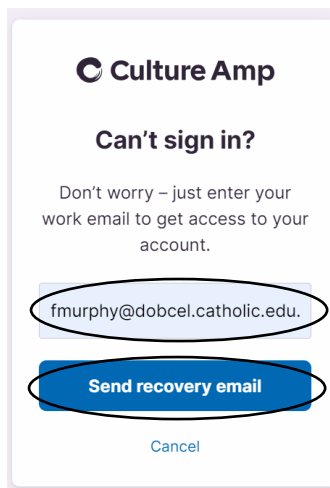 Culture Amp
Can't sign in?
Don't worry – just enter your
work email to get access to your
account.
fmurphy@dobcel.catholic.edu.
Send recovery email
Cancel